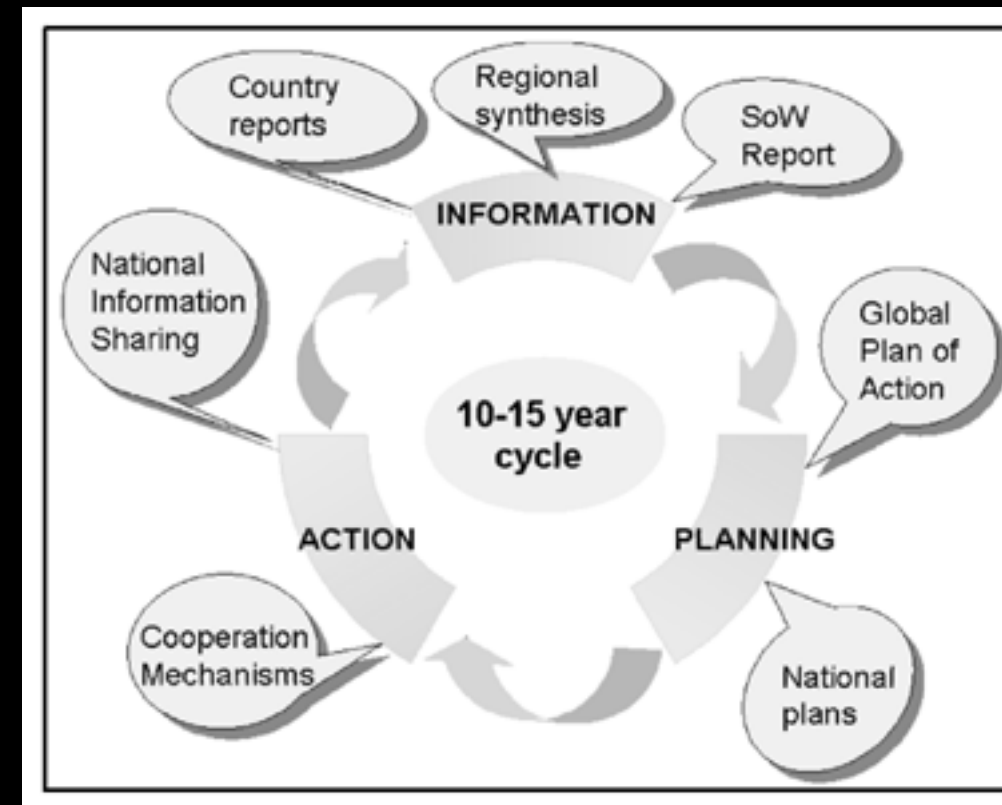 Country
reports
Regional
synthesis
SoW
Report
INFORMATION
National
Information
Sharing
Global
Plan of
Action
10-15 year
cycle
ACTION
PLANNING
Cooperation
Mechanisms
National
plans